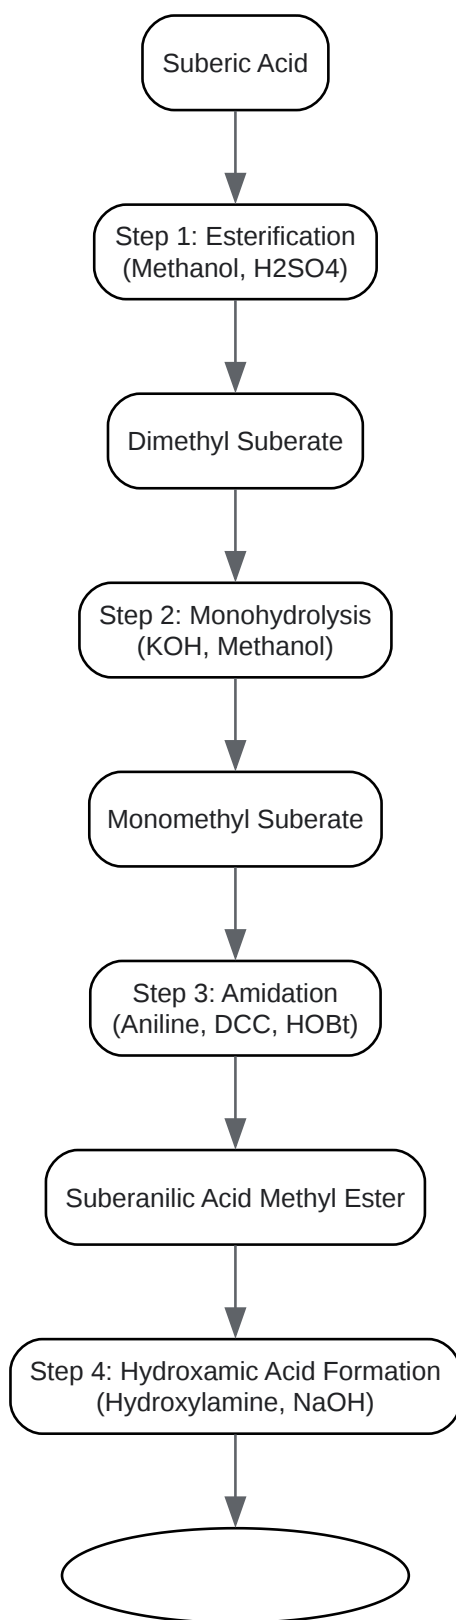 Suberic Acid
Step 1: Esterification
(Methanol, H2SO4)
Dimethyl Suberate
Step 2: Monohydrolysis
(KOH, Methanol)
Monomethyl Suberate
Step 3: Amidation
(Aniline, DCC, HOBt)
Suberanilic Acid Methyl Ester
Step 4: Hydroxamic Acid Formation
(Hydroxylamine, NaOH)